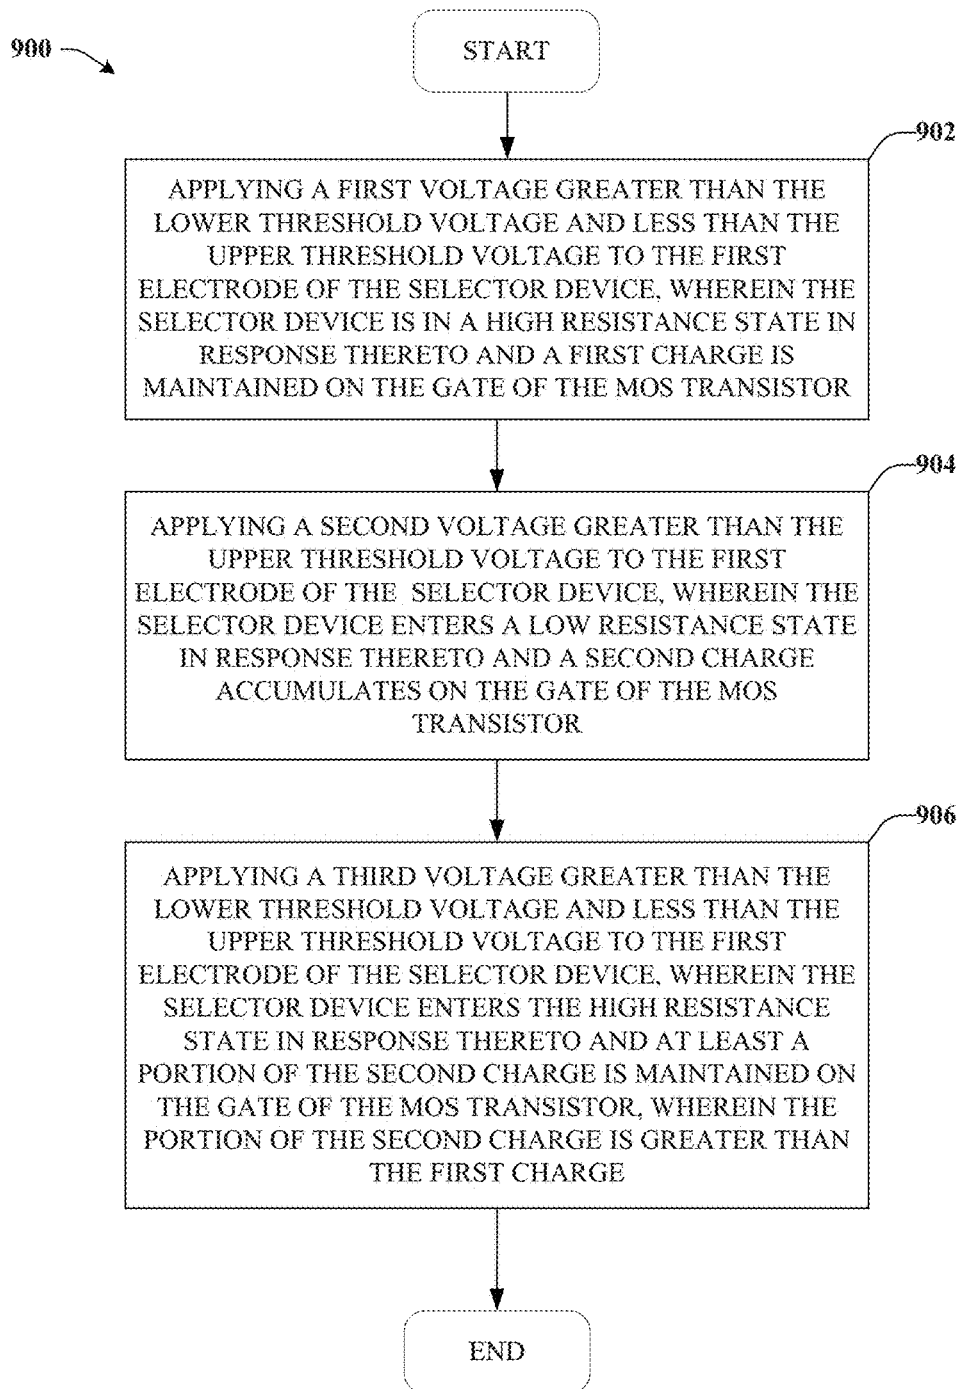 900
START
902
APPLYING A FIRST VOLTAGE GREATER THAN THE
LOWER THRESHOLD VOLTAGE AND LESS THAN THE
UPPER THRESHOLD VOLTAGE TO THE FIRST
ELECTRODE OF THE SELECTOR DEVICE, WHEREIN THE
SELECTOR DEVICE IS IN A HIGH RESISTANCE STATE IN
RESPONSE THERETO AND A FIRST CHARGE IS
MAINTAINED ON THE GATE OF THE MOS TRANSISTOR
904
APPLYING A SECOND VOLTAGE GREATER THAN THE
UPPER THRESHOLD VOLTAGE TO THE FIRST
ELECTRODE OF THE SELECTOR DEVICE, WHEREIN THE
SELECTOR DEVICE ENTERS A LOW RESISTANCE STATE
IN RESPONSE THERETO AND A SECOND CHARGE
ACCUMULATES ON THE GATE OF THE MOS
TRANSISTOR
906
APPLYING A THIRD VOLTAGE GREATER THAN THE
LOWER THRESHOLD VOLTAGE AND LESS THAN THE
UPPER THRESHOLD VOLTAGE TO THE FIRST
ELECTRODE OF THE SELECTOR DEVICE, WHEREIN THE
SELECTOR DEVICE ENTERS THE HIGH RESISTANCE
STATE IN RESPONSE THERETO AND AT LEAST A
PORTION OF THE SECOND CHARGE IS MAINTAINED ON
THE GATE OF THE MOS TRANSISTOR, WHEREIN THE
PORTION OF THE SECOND CHARGE IS GREATER THAN
THE FIRST CHARGE
END